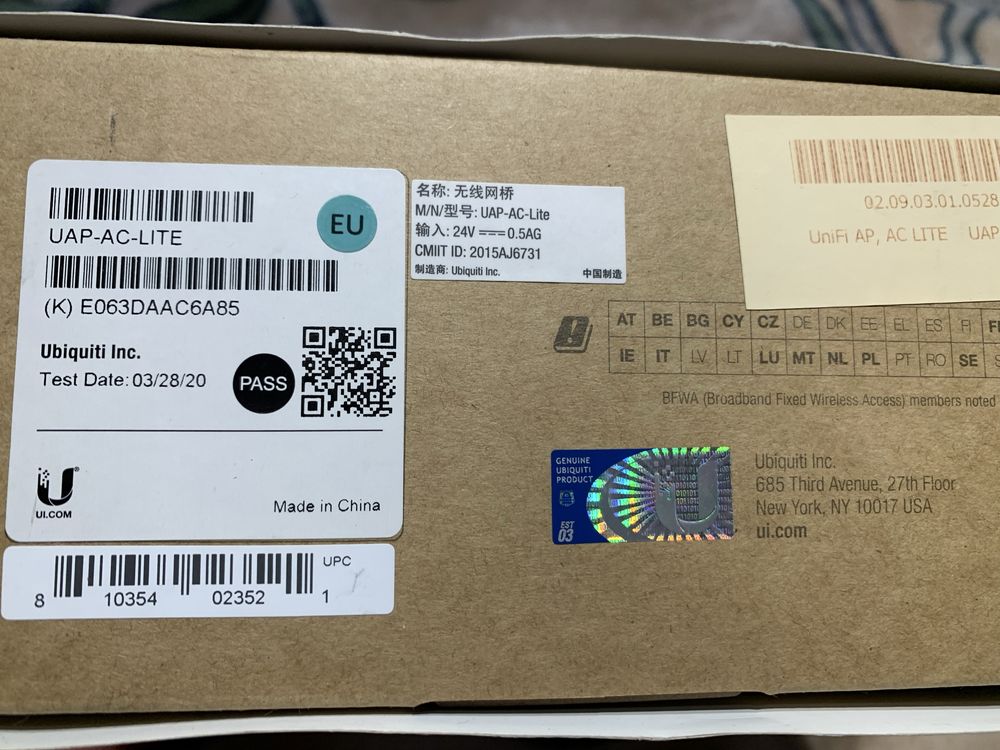 UAP-AC-LITE
EU
(K) E063DAAC6A85
Ubiquiti Inc.
Test Date: 03/28/20
PASS
UI.COM
Made in China
UPC
8 10354 02352 1
名称: 无线网桥
M/N/型号: UAP-AC-Lite
输入: 24V ⎓ 0.5AG
CMIIT ID: 2015AJ6731
制造商: Ubiquiti Inc. 中国制造
02.09.03.01.0528
UniFi AP, AC LITE UAP
AT BE BG CY CZ DE DK EE EL ES FI
IE IT LV LT LU MT NL PL PT RO SE
BFWA (Broadband Fixed Wireless Access) members noted
GENUINE
UBIQUITI
PRODUCT
EST
03
Ubiquiti Inc.
685 Third Avenue, 27th Floor
New York, NY 10017 USA
ui.com